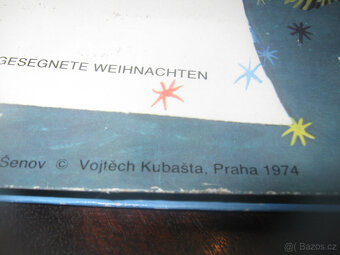 GESEGNETE WEIHNACHTEN
Šenov © Vojtěch Kubašta, Praha 1974
Bazos.cz